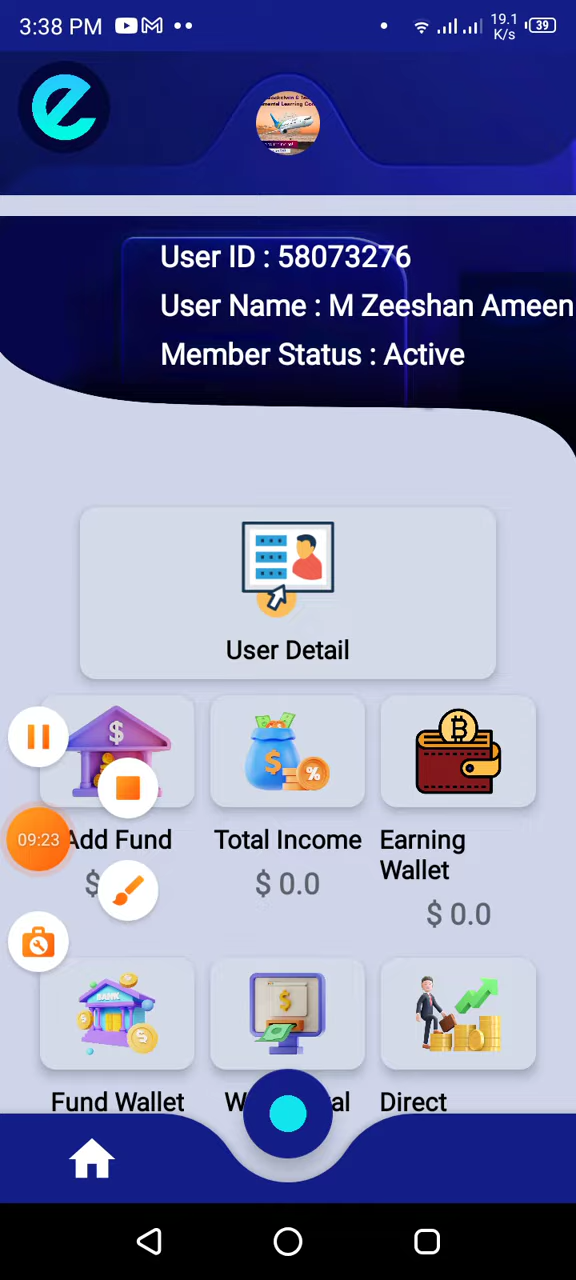 3:38 PM
19.1
K/s
39
User ID : 58073276
User Name : M Zeeshan Ameen
Member Status : Active
User Detail
Add Fund
Total Income
Earning
Wallet
$
$ 0.0
$ 0.0
09:23
BANK
Fund Wallet
Direct